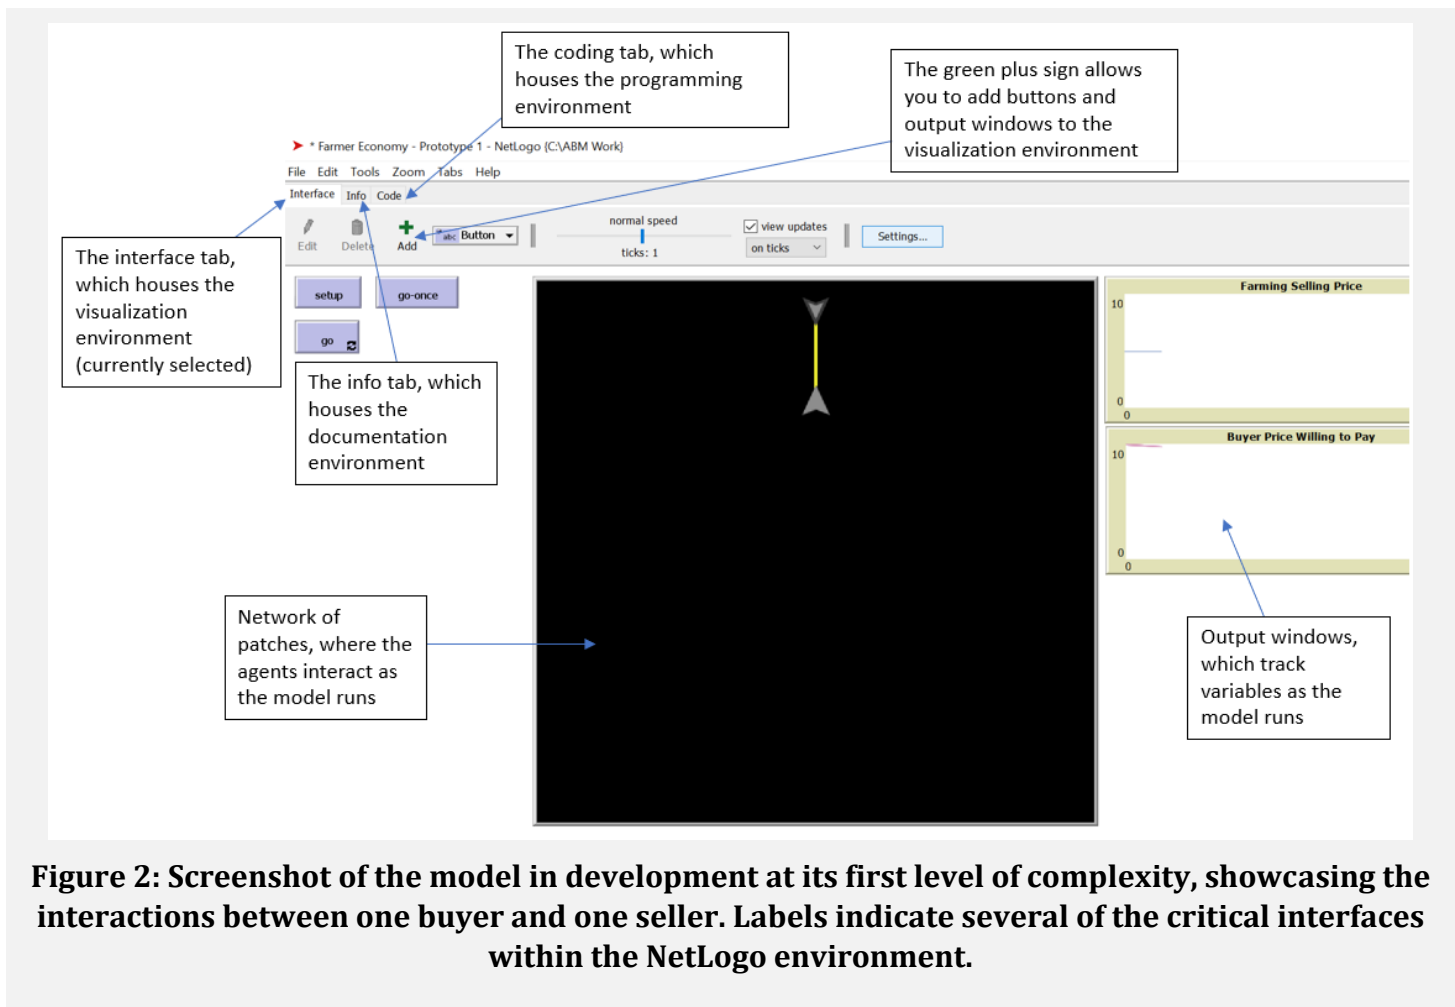 The coding tab, which
houses the programming
environment
The green plus sign allows
you to add buttons and
output windows to the
visualization environment
* Farmer Economy - Prototype 1 - NetLogo {C:\ABM Work}
File Edit Tools Zoom Tabs Help
Interface Info Code
Edit Delete Add abc Button normal speed ticks: 1 view updates on ticks Settings...
The interface tab,
which houses the
visualization
environment
(currently selected)
setup go-once
go
The info tab, which
houses the
documentation
environment
Farming Selling Price
10
0
0
Buyer Price Willing to Pay
10
0
0
Network of
patches, where the
agents interact as
the model runs
Output windows,
which track
variables as the
model runs
Figure 2: Screenshot of the model in development at its first level of complexity, showcasing the
interactions between one buyer and one seller. Labels indicate several of the critical interfaces
within the NetLogo environment.